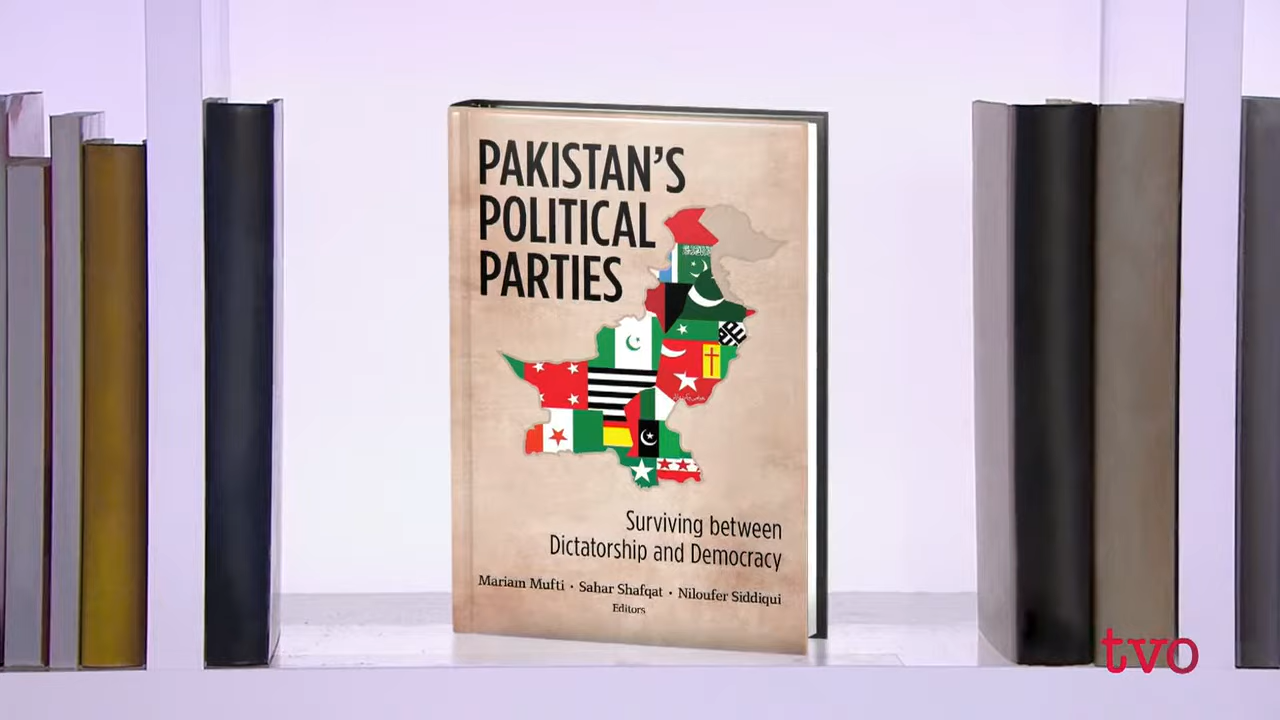 PAKISTAN'S
POLITICAL
PARTIES
Surviving between
Dictatorship and Democracy
Mariam Mufti • Sahar Shafqat • Niloufer Siddiqui
Editors
tvo